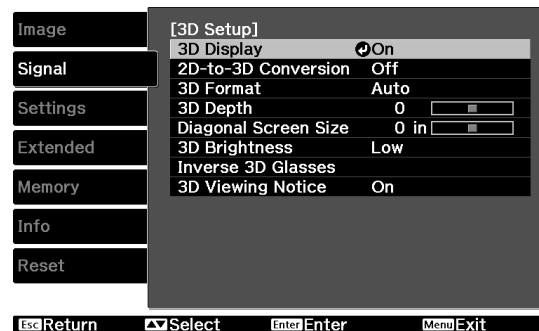 Image
Signal
Settings
Extended
Memory
Info
Reset
[3D Setup]
3D Display On
2D-to-3D Conversion Off
3D Format Auto
3D Depth 0
Diagonal Screen Size 0 in
3D Brightness Low
Inverse 3D Glasses
3D Viewing Notice On
Esc Return Select Enter Enter Menu Exit